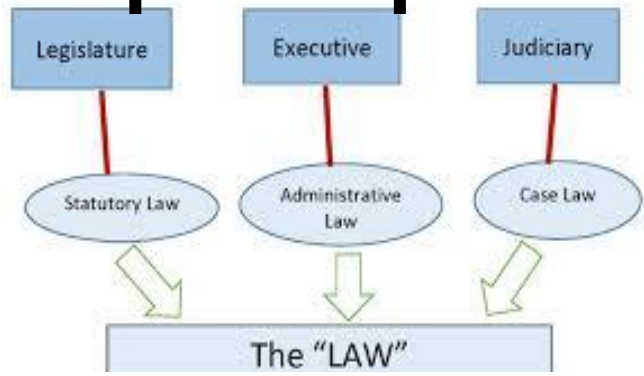 Legislature
Executive
Judiciary
Statutory Law
Administrative
Law
Case Law
The “LAW”